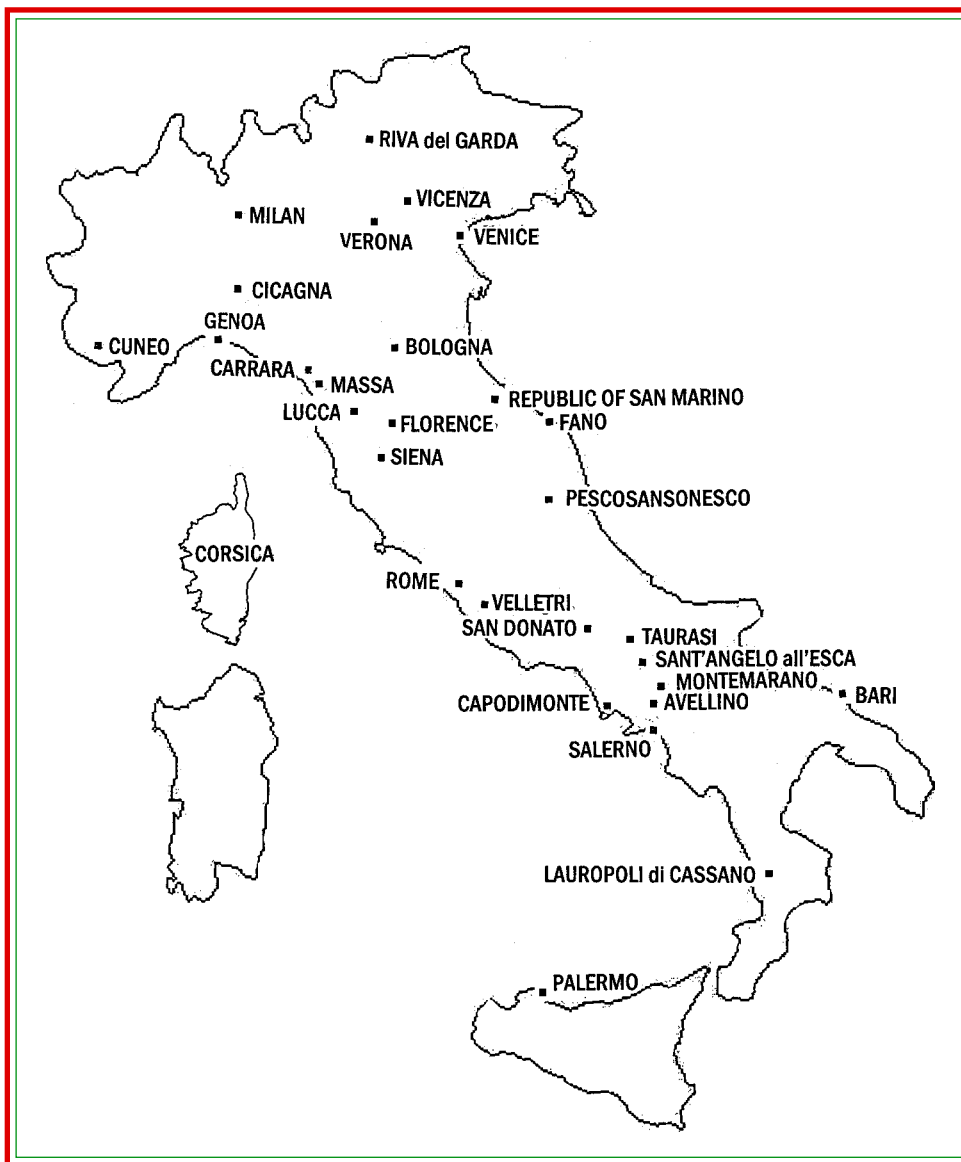 RIVA del GARDA
VICENZA
MILAN
VERONA
VENICE
CICAGNA
GENOA
CUNEO
BOLOGNA
CARRARA
MASSA
REPUBLIC OF SAN MARINO
LUCCA
FLORENCE
FANO
SIENA
PESCOSANSONESCO
CORSICA
ROME
VELLETRI
SAN DONATO
TAURASI
SANT'ANGELO all'ESCA
MONTEMARANO
BARI
CAPODIMONTE
AVELLINO
SALERNO
LAUROPOLI di CASSANO
PALERMO